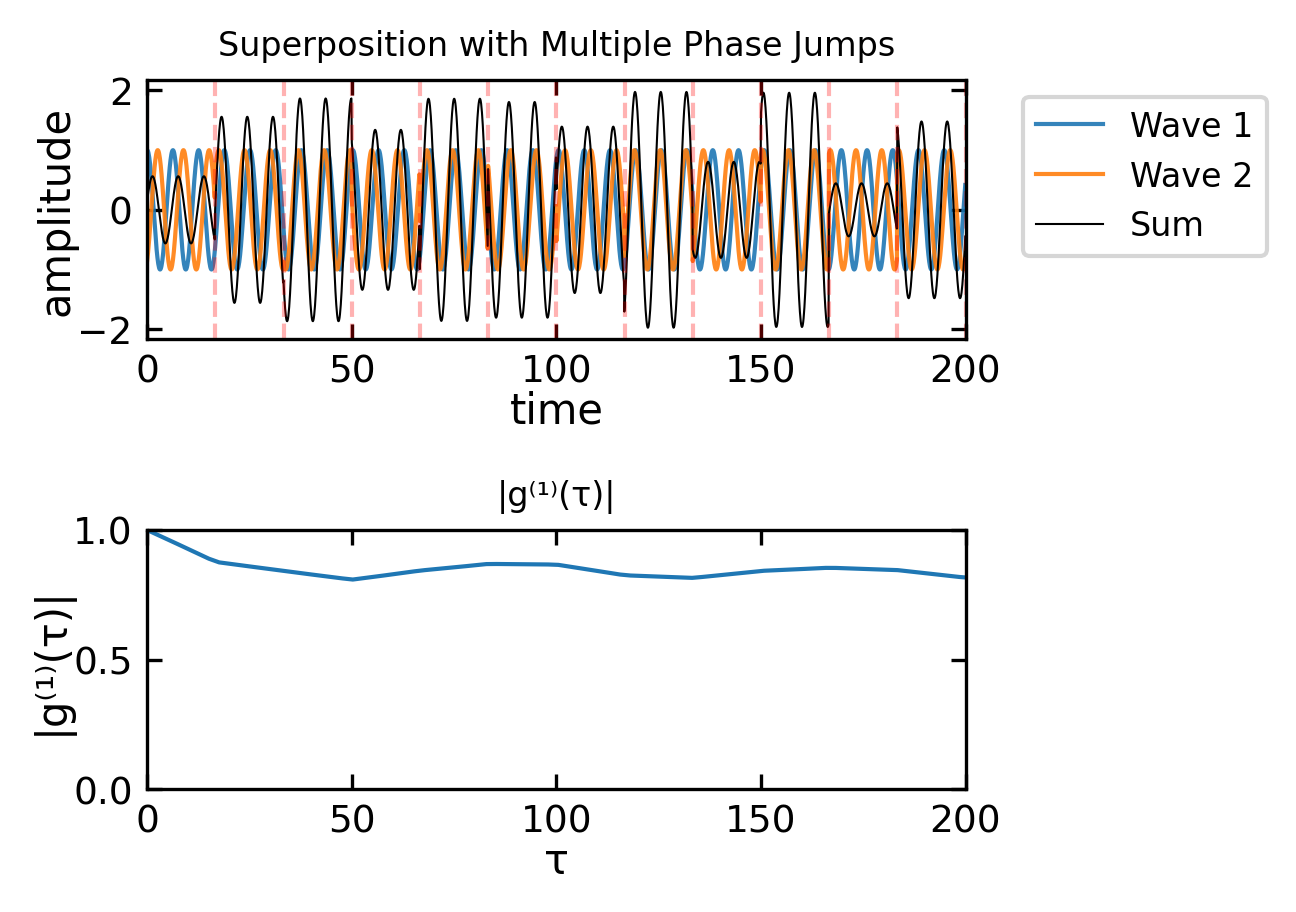 Superposition with Multiple Phase Jumps
amplitude
2
0
−2
0 50 100 150 200
time
Wave 1
Wave 2
Sum
|g⁽¹⁾(τ)|
|g⁽¹⁾(τ)|
1.0
0.5
0.0
0 50 100 150 200
τ